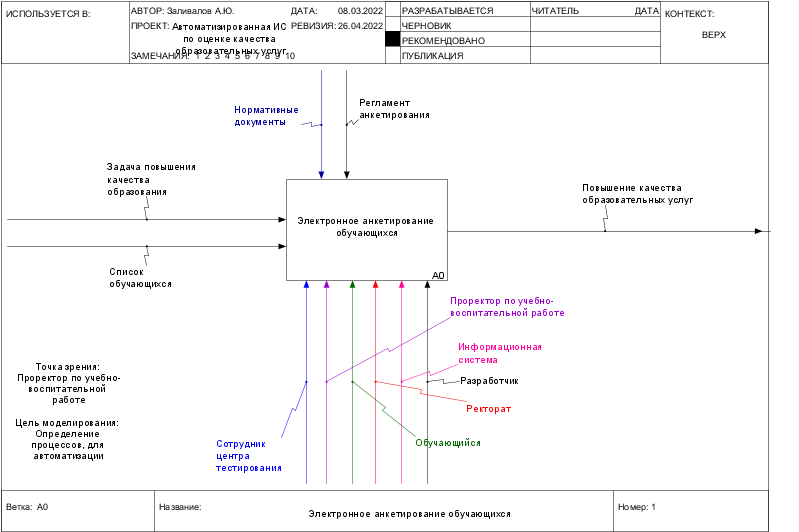 ИСПОЛЬЗУЕТСЯ В:
АВТОР: Заливалов А.Ю.
ДАТА: 08.03.2022
РАЗРАБАТЫВАЕТСЯ
ЧИТАТЕЛЬ
ДАТА
КОНТЕКСТ:
ПРОЕКТ: Автоматизированная ИС
по оценке качества
образовательных услуг
РЕВИЗИЯ: 26.04.2022
ЧЕРНОВИК
РЕКОМЕНДОВАНО
ВЕРХ
ЗАМЕЧАНИЯ: 1 2 3 4 5 6 7 8 9 10
ПУБЛИКАЦИЯ
Нормативные
документы
Регламент
анкетирования
Задача повышения
качества
образования
Повышение качества
образовательных услуг
Электронное анкетирование
обучающихся
A0
Список
обучающихся
Проректор по учебно-
воспитательной работе
Информационная
система
Разработчик
Ректорат
Обучающийся
Сотрудник
центра
тестирования
Точка зрения:
Проректор по учебно-
воспитательной
работе
Цель моделирования:
Определение
процессов, для
автоматизации
Ветка: A0
Название:
Электронное анкетирование обучающихся
Номер: 1